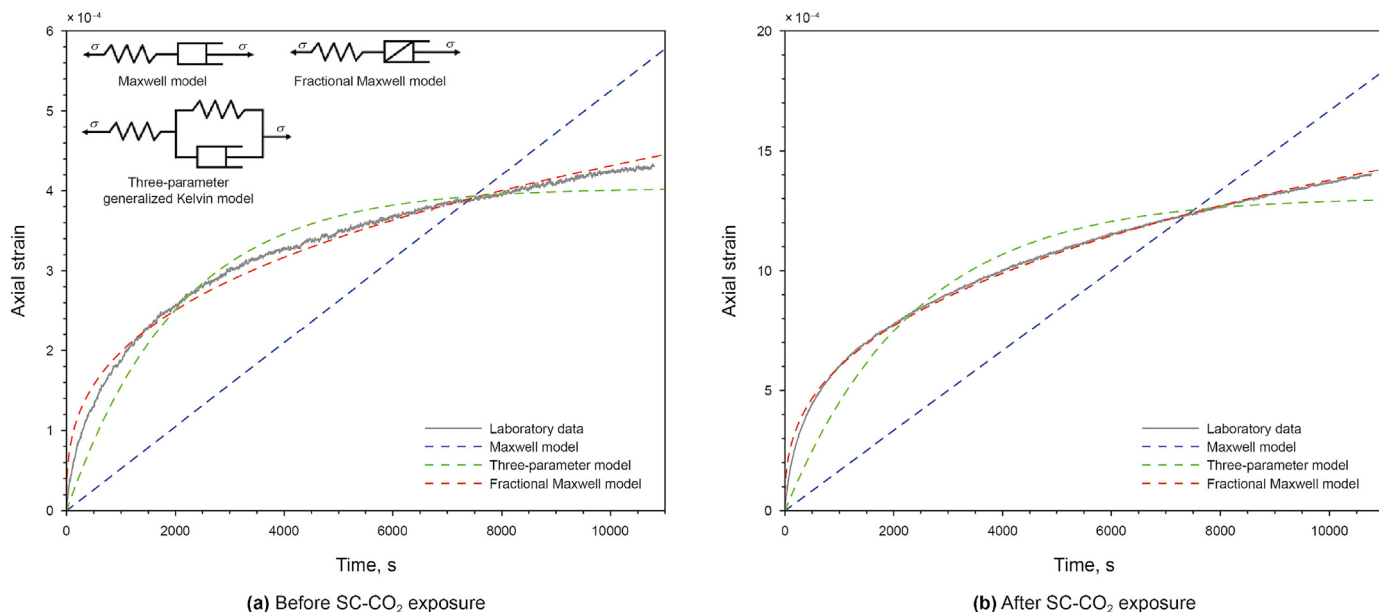 × 10⁻⁴
6
5
4
3
2
1
0
Axial strain
σ σ
Maxwell model
σ σ
Fractional Maxwell model
σ σ
Three-parameter
generalized Kelvin model
Laboratory data
Maxwell model
Three-parameter model
Fractional Maxwell model
0 2000 4000 6000 8000 10000
Time, s
(a) Before SC-CO₂ exposure
× 10⁻⁴
20
15
10
5
0
Axial strain
Laboratory data
Maxwell model
Three-parameter model
Fractional Maxwell model
0 2000 4000 6000 8000 10000
Time, s
(b) After SC-CO₂ exposure